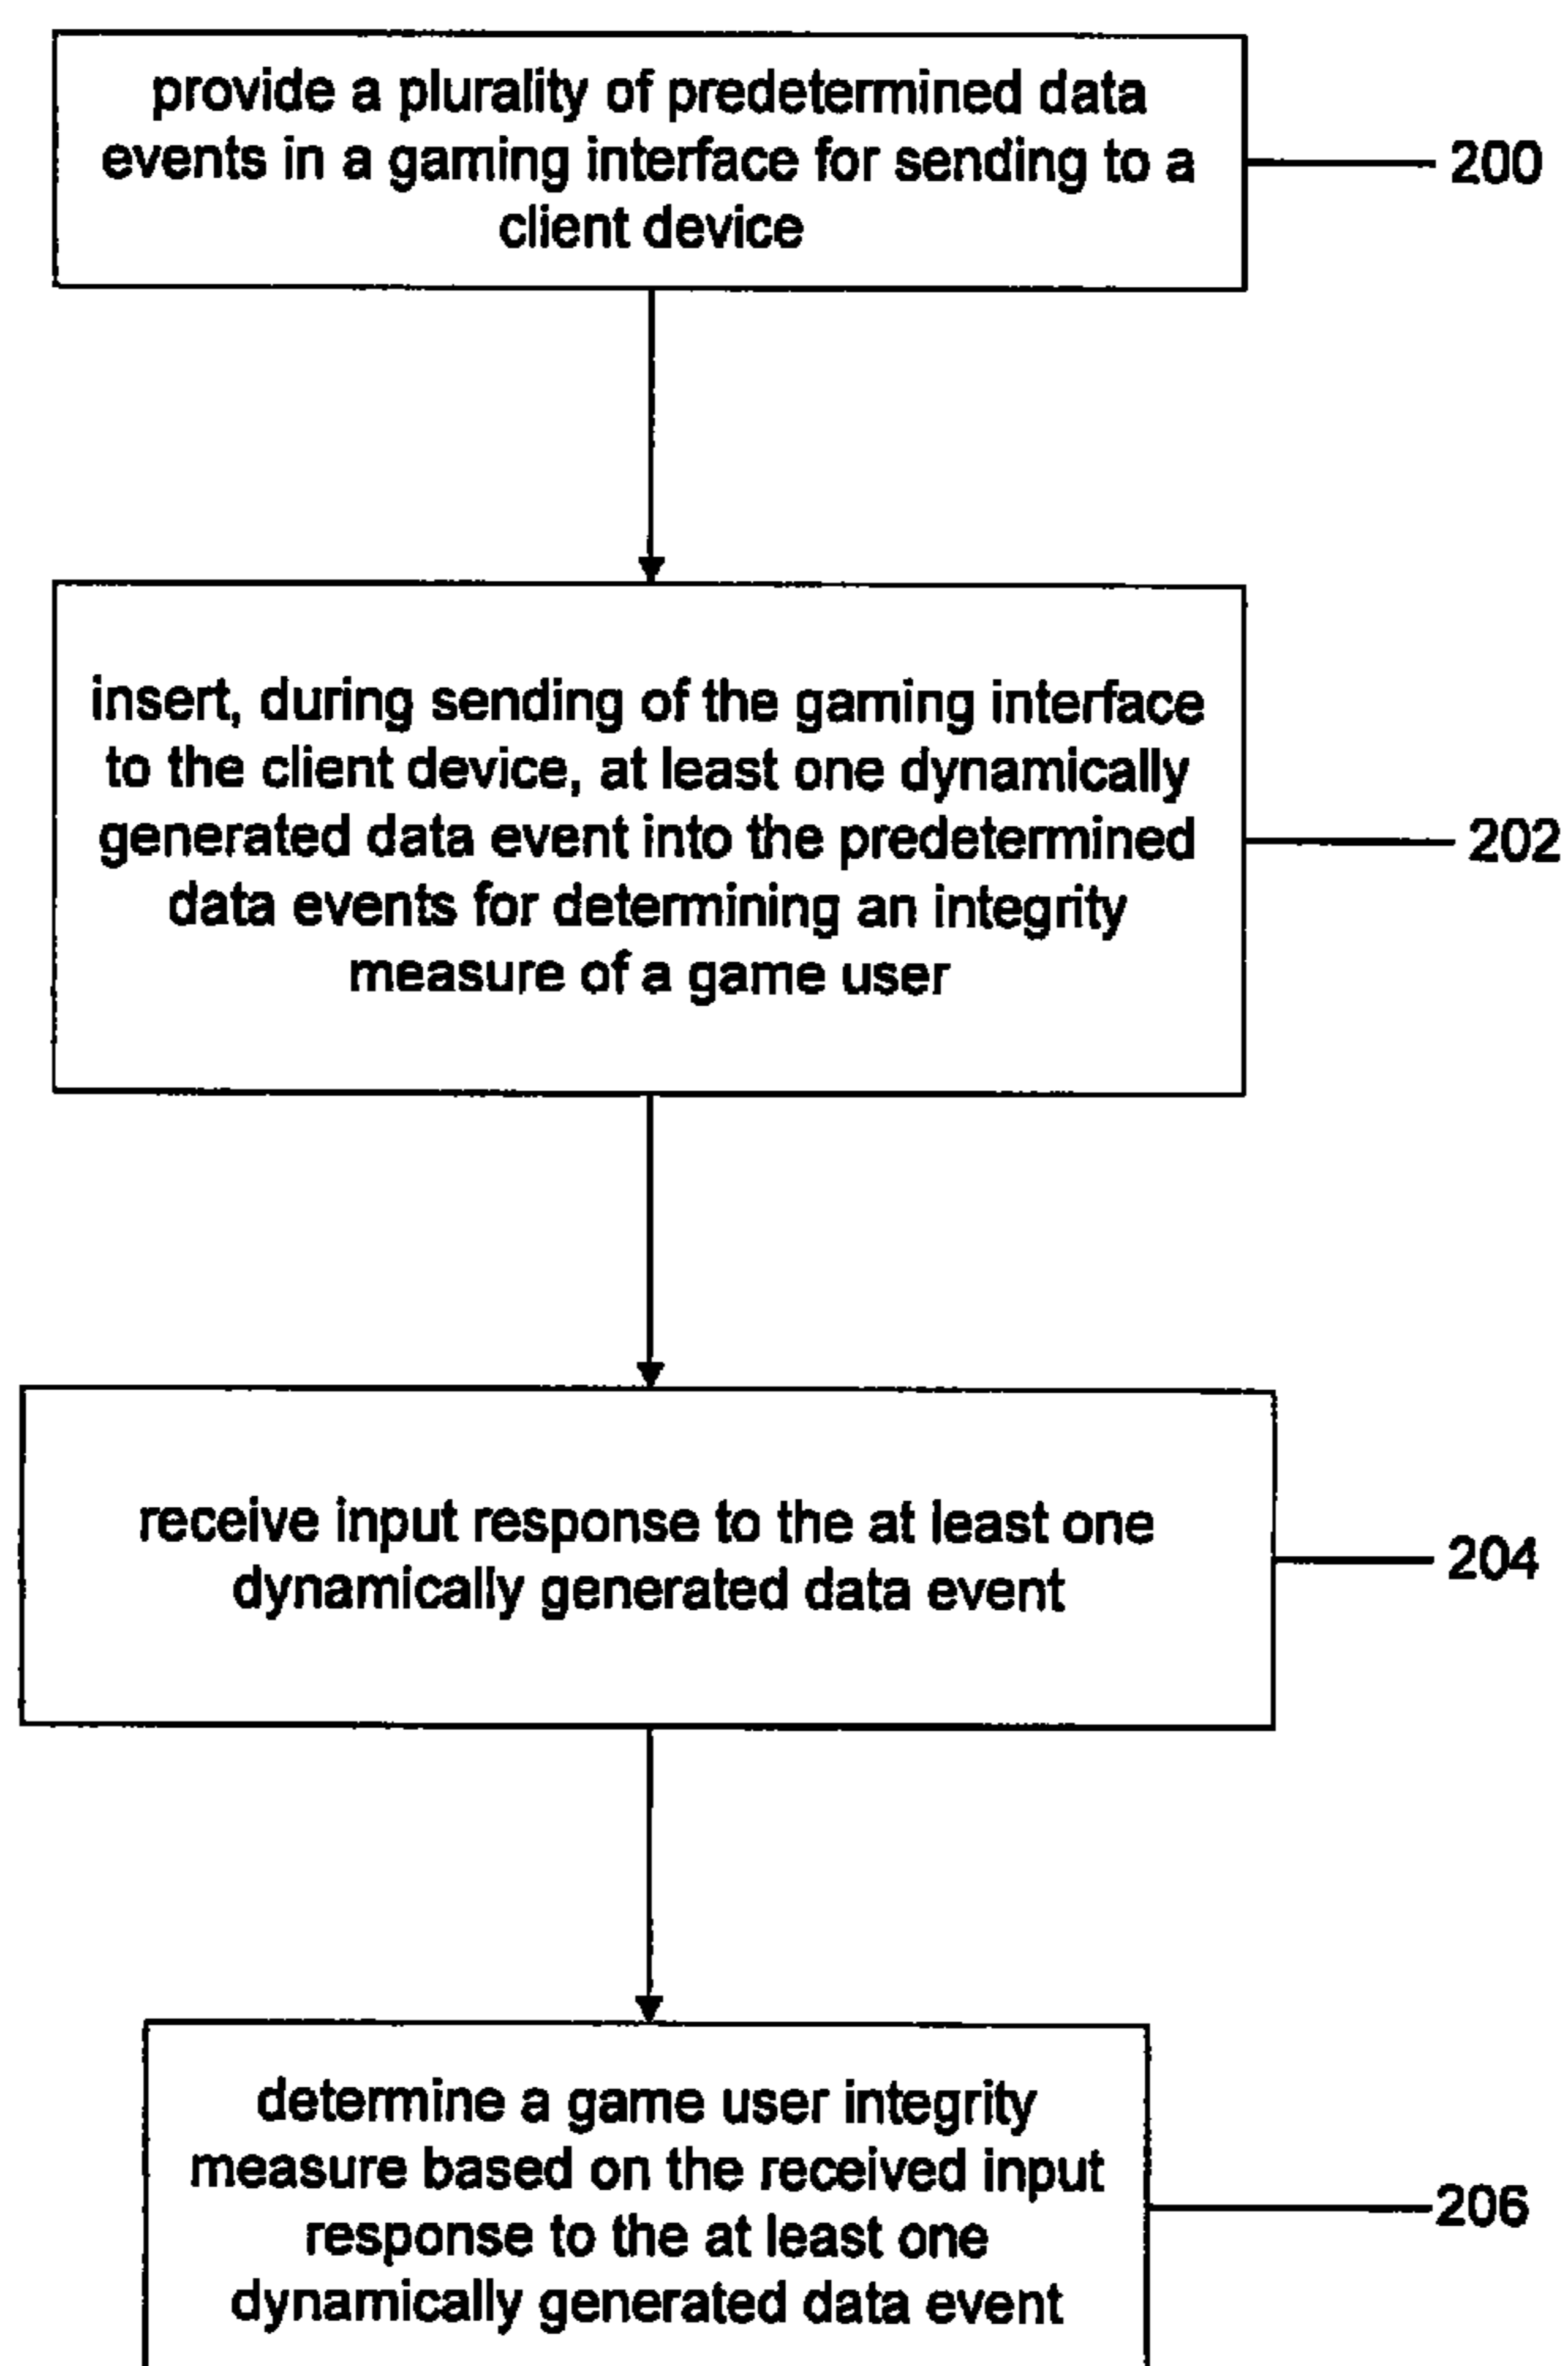 provide a plurality of predetermined data
events in a gaming interface for sending to a
client device
200
insert, during sending of the gaming interface
to the client device, at least one dynamically
generated data event into the predetermined
data events for determining an integrity
measure of a game user
202
receive input response to the at least one
dynamically generated data event
204
determine a game user integrity
measure based on the received input
response to the at least one
dynamically generated data event
206